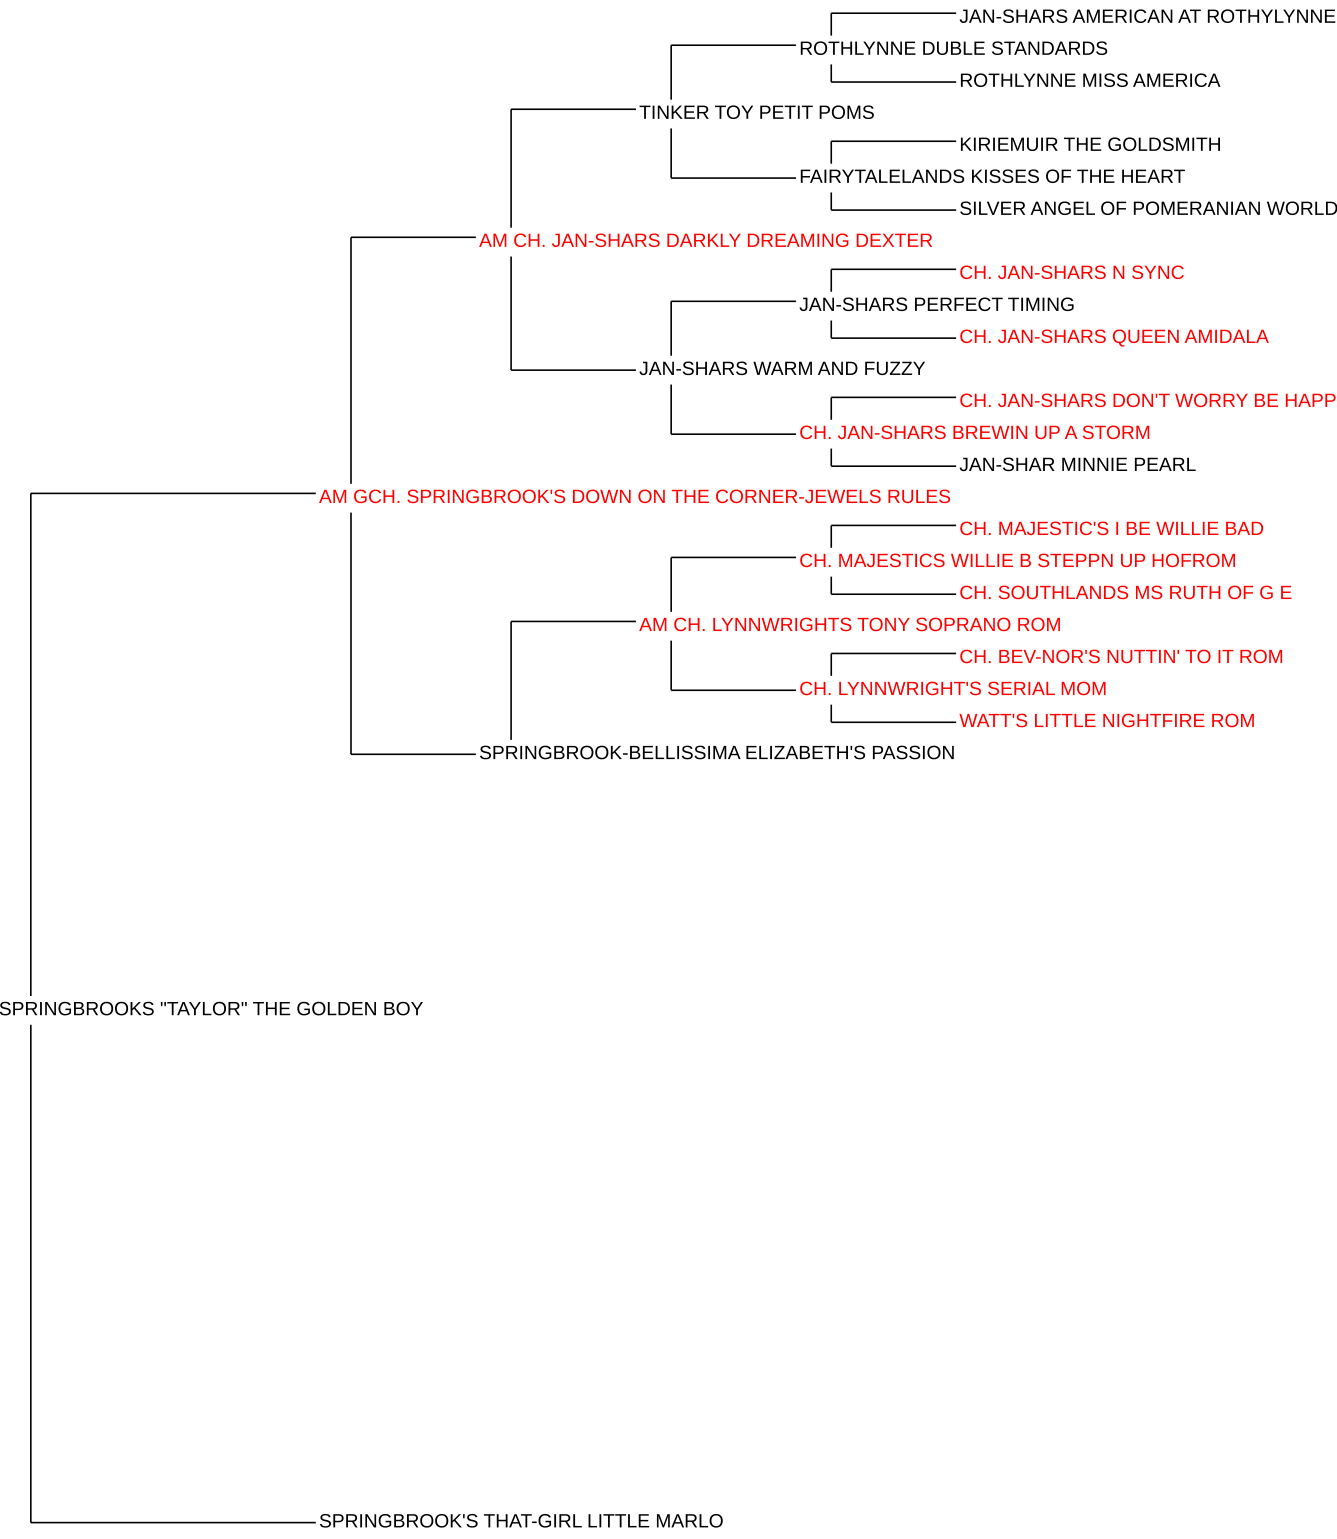 JAN-SHARS AMERICAN AT ROTHYLYNNE
ROTHLYNNE DUBLE STANDARDS
ROTHLYNNE MISS AMERICA
TINKER TOY PETIT POMS
KIRIEMUIR THE GOLDSMITH
FAIRYTALELANDS KISSES OF THE HEART
SILVER ANGEL OF POMERANIAN WORLD
AM CH. JAN-SHARS DARKLY DREAMING DEXTER
CH. JAN-SHARS N SYNC
JAN-SHARS PERFECT TIMING
CH. JAN-SHARS QUEEN AMIDALA
JAN-SHARS WARM AND FUZZY
CH. JAN-SHARS DON'T WORRY BE HAPP
CH. JAN-SHARS BREWIN UP A STORM
JAN-SHAR MINNIE PEARL
AM GCH. SPRINGBROOK'S DOWN ON THE CORNER-JEWELS RULES
CH. MAJESTIC'S I BE WILLIE BAD
CH. MAJESTICS WILLIE B STEPPN UP HOFROM
CH. SOUTHLANDS MS RUTH OF G E
AM CH. LYNNWRIGHTS TONY SOPRANO ROM
CH. BEV-NOR'S NUTTIN' TO IT ROM
CH. LYNNWRIGHT'S SERIAL MOM
WATT'S LITTLE NIGHTFIRE ROM
SPRINGBROOK-BELLISSIMA ELIZABETH'S PASSION
SPRINGBROOKS "TAYLOR" THE GOLDEN BOY
SPRINGBROOK'S THAT-GIRL LITTLE MARLO